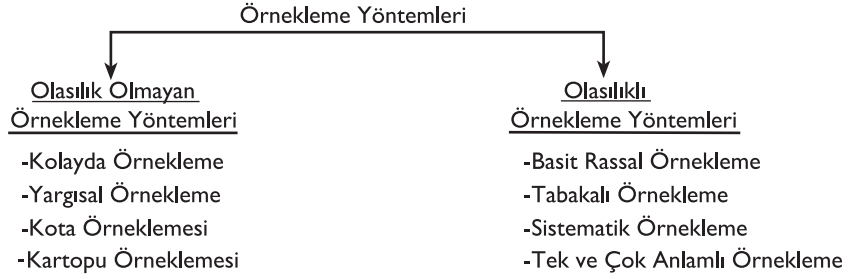 Örnekleme Yöntemleri
Olasılık Olmayan
Örnekleme Yöntemleri
-Kolayda Örnekleme
-Yargısal Örnekleme
-Kota Örneklemesi
-Kartopu Örneklemesi
Olasılıklı
Örnekleme Yöntemleri
-Basit Rassal Örnekleme
-Tabakalı Örnekleme
-Sistematik Örnekleme
-Tek ve Çok Anlamlı Örnekleme